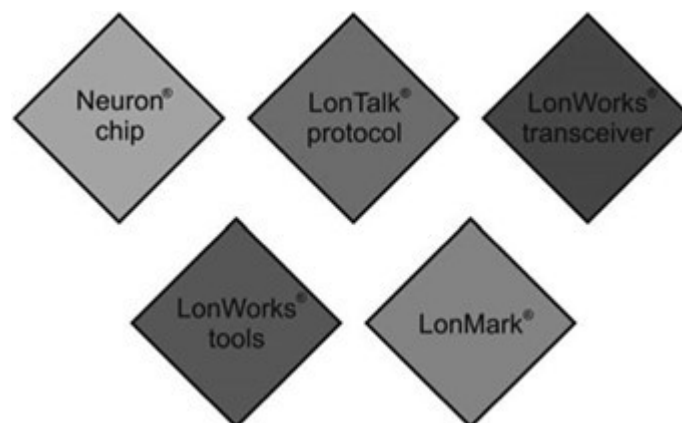 Neuron®
chip
LonTalk®
protocol
LonWorks®
transceiver
LonWorks®
tools
LonMark®